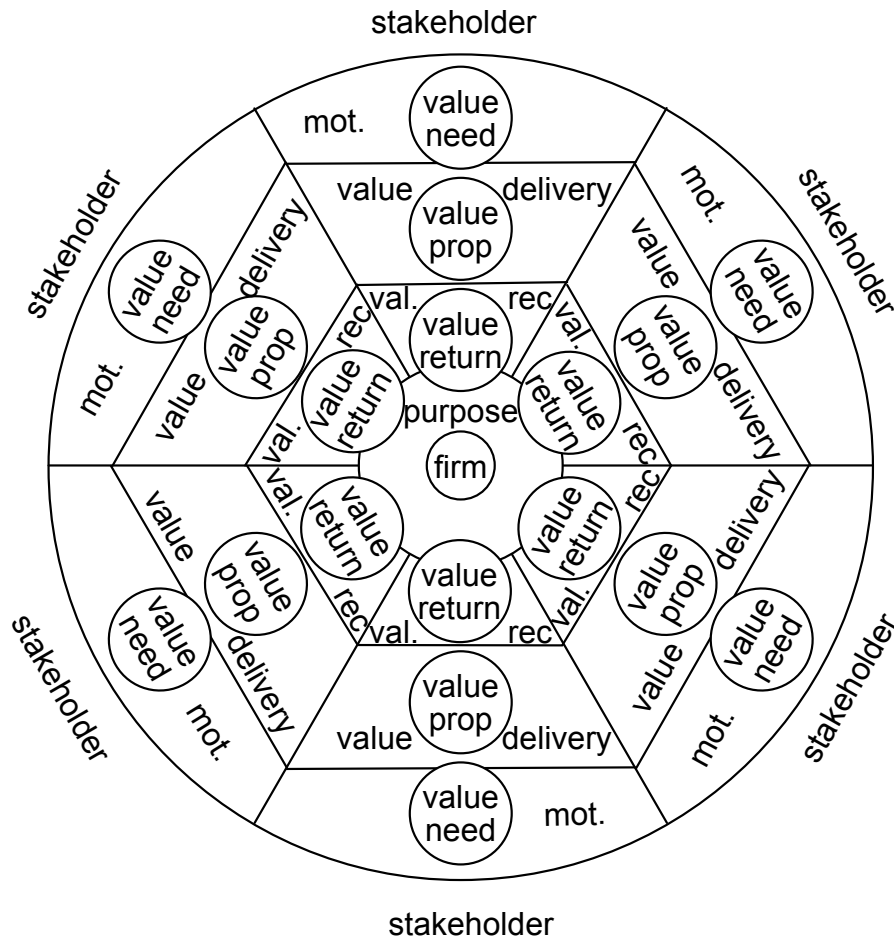 stakeholder
mot.
value
need
value
delivery
value
prop
val.
rec
value
return
stakeholder
mot.
value
need
value
delivery
value
prop
val.
rec
value
return
stakeholder
mot.
value
need
value
delivery
value
prop
val.
rec
value
return
purpose
firm
stakeholder
mot.
value
need
value
delivery
value
prop
val.
rec
value
return
stakeholder
mot.
value
need
value
delivery
value
prop
val.
rec
value
return
value
return
val.
rec
value
prop
value
delivery
value
need
mot.
stakeholder